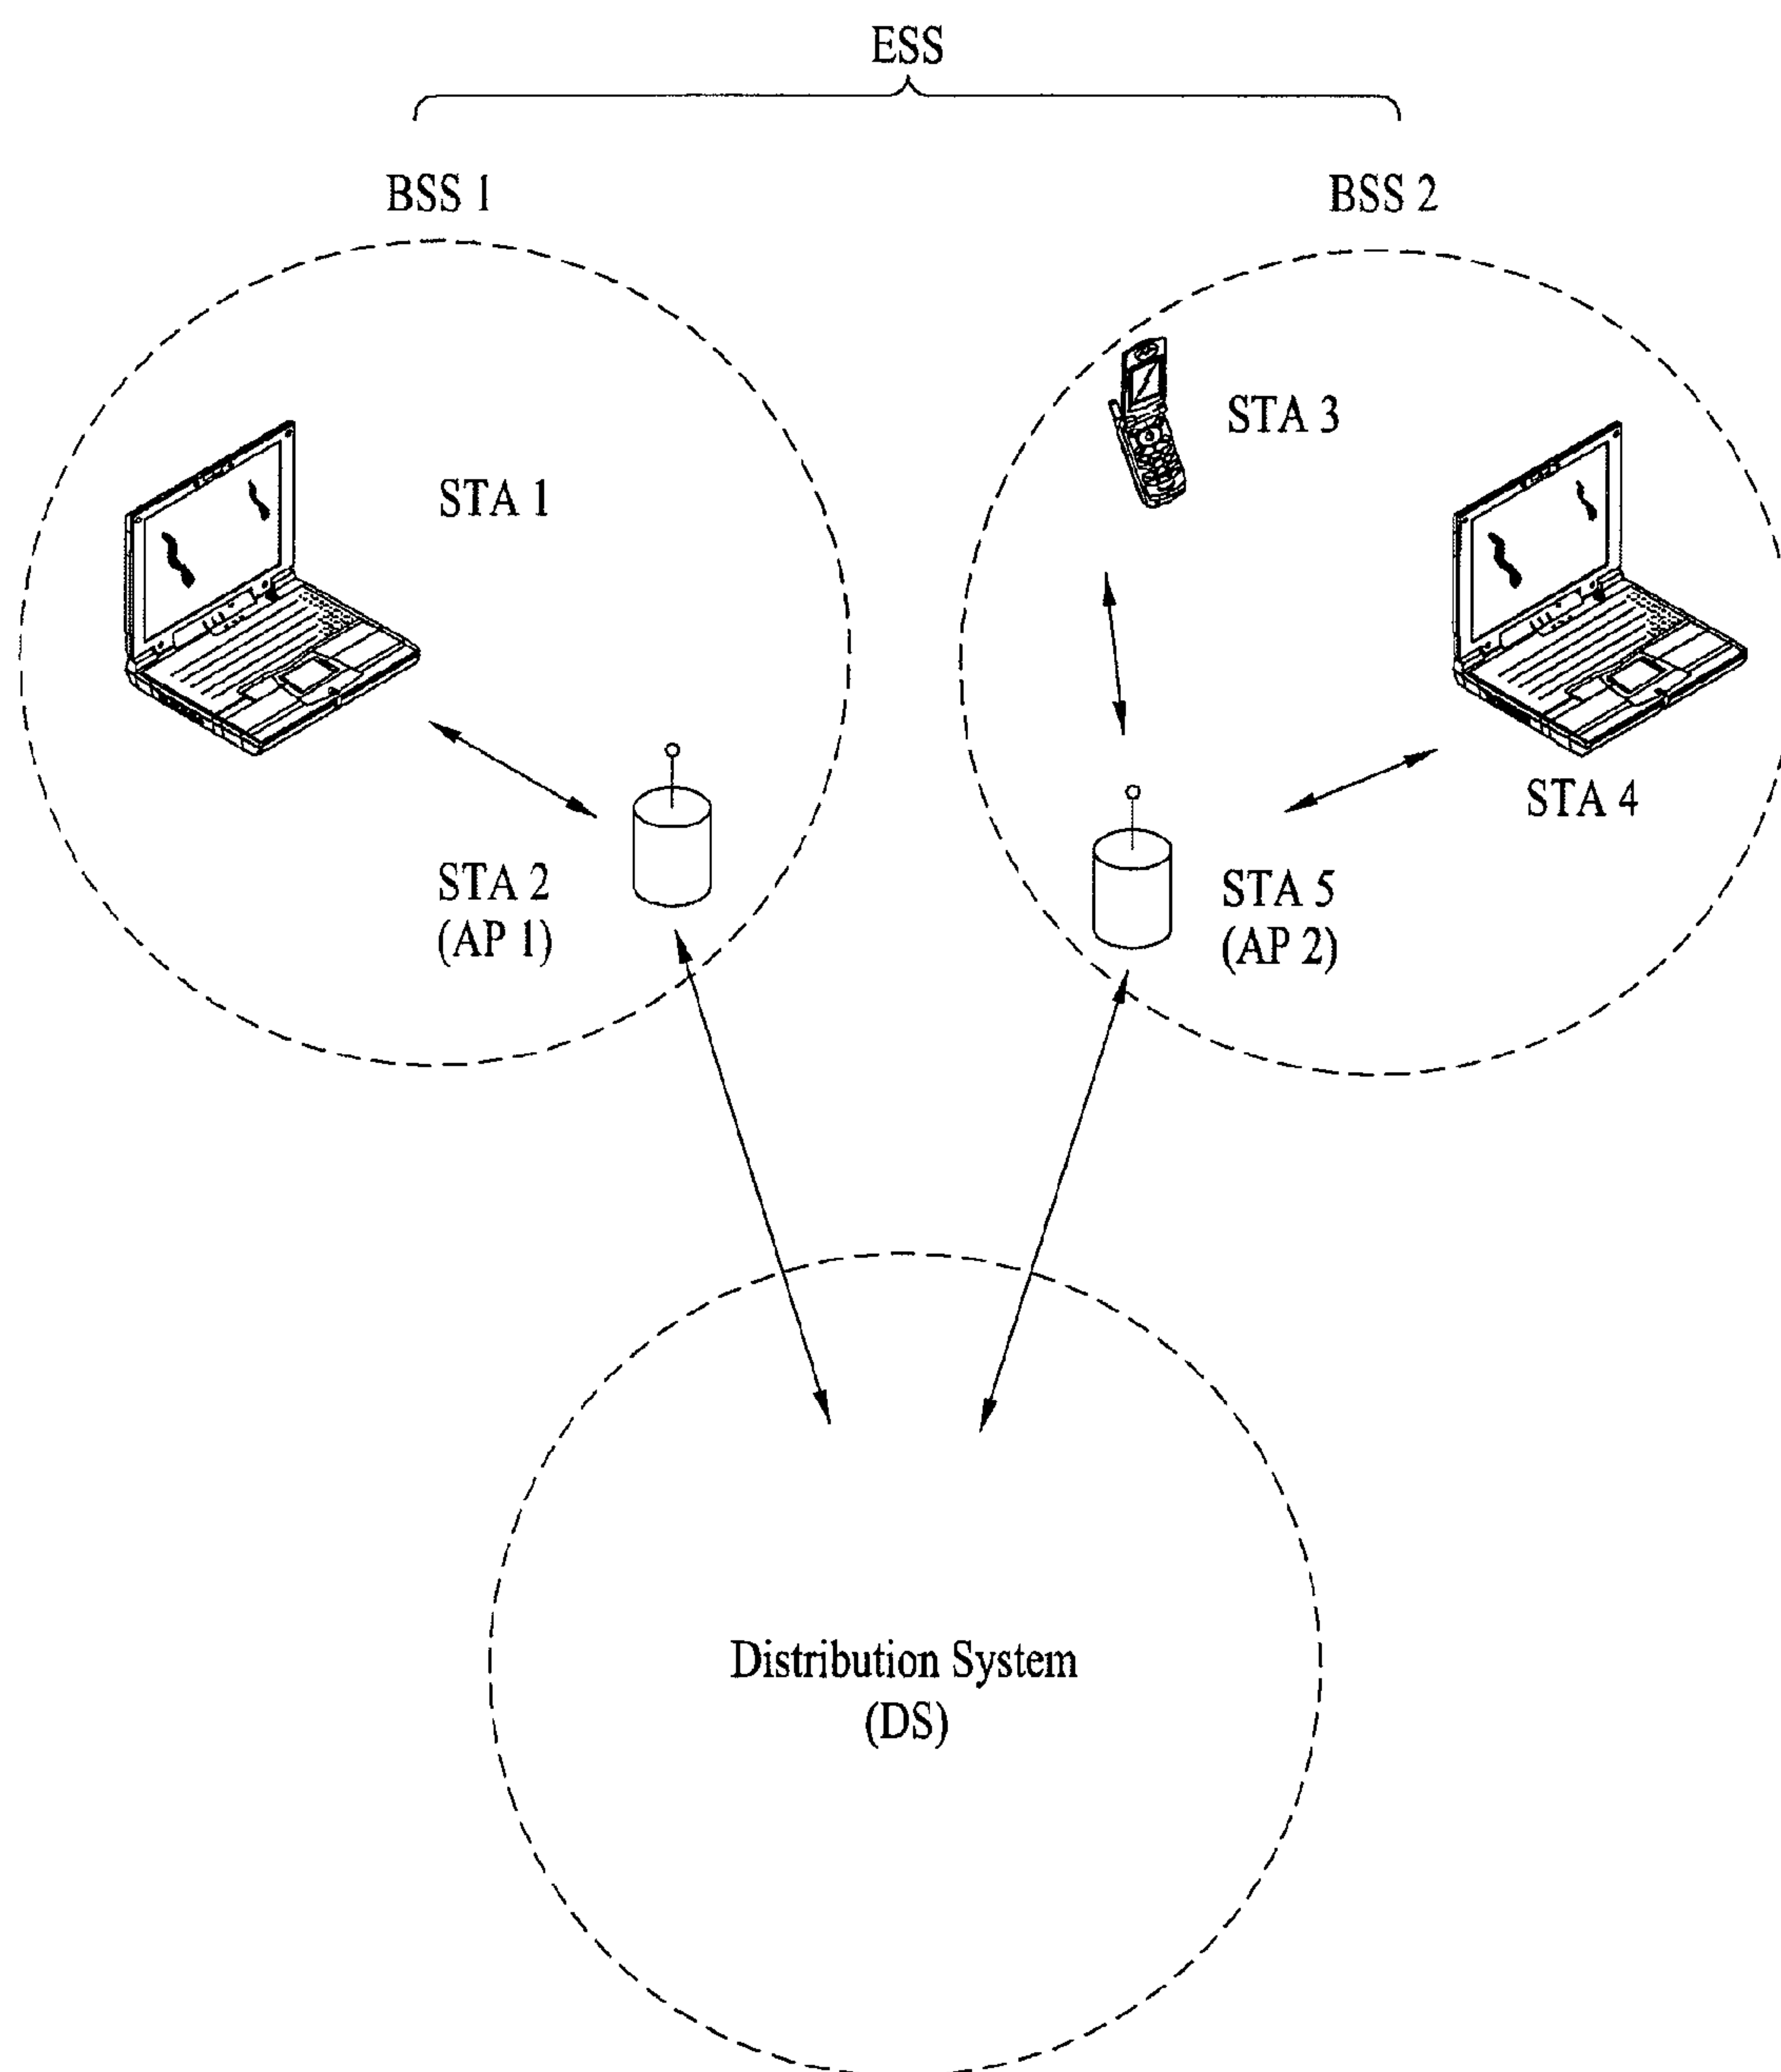 ESS
BSS 1
BSS 2
STA 1
STA 3
STA 4
STA 2
(AP 1)
STA 5
(AP 2)
Distribution System
(DS)